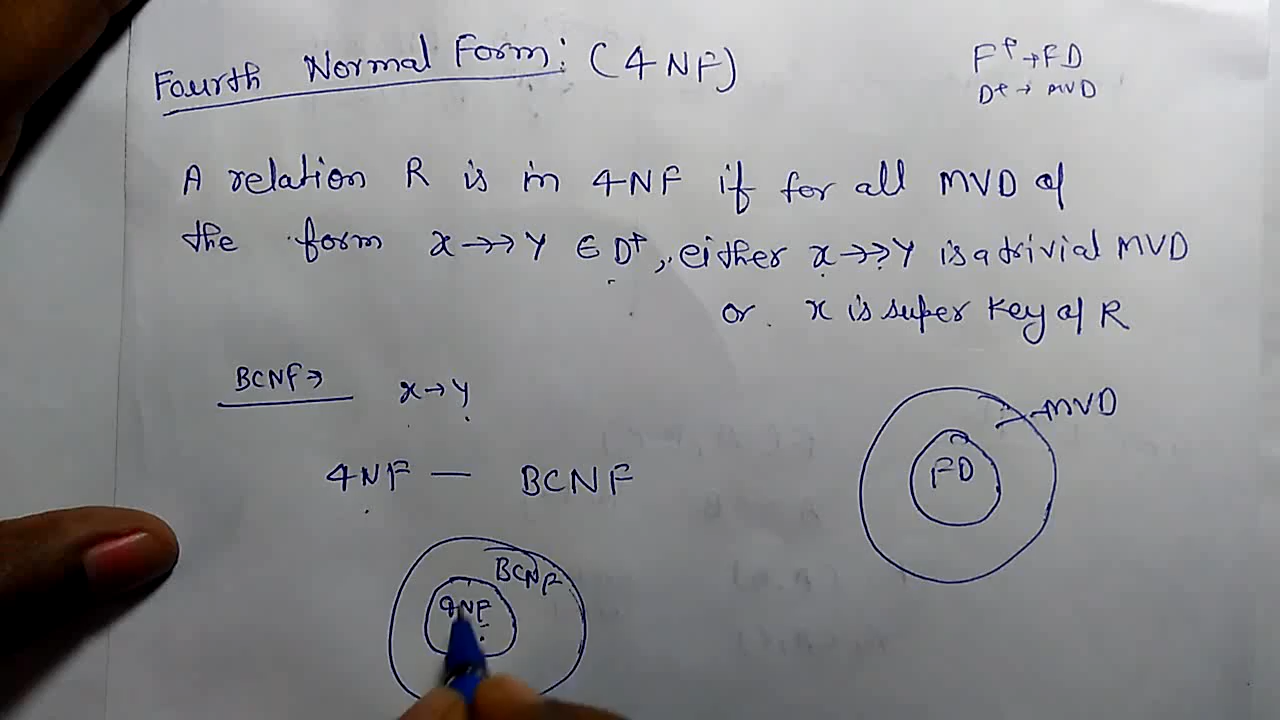 Fourth Normal Form: (4NF)
F⁺ → FD
D⁺ → MVD
A relation R is in 4NF if for all MVD of
the form x →→ Y ∈ D⁺, either x →→ Y is a trivial MVD
or x is super key of R
BCNF → x → Y
MVD
FD
4NF — BCNF
BCNF
4NF